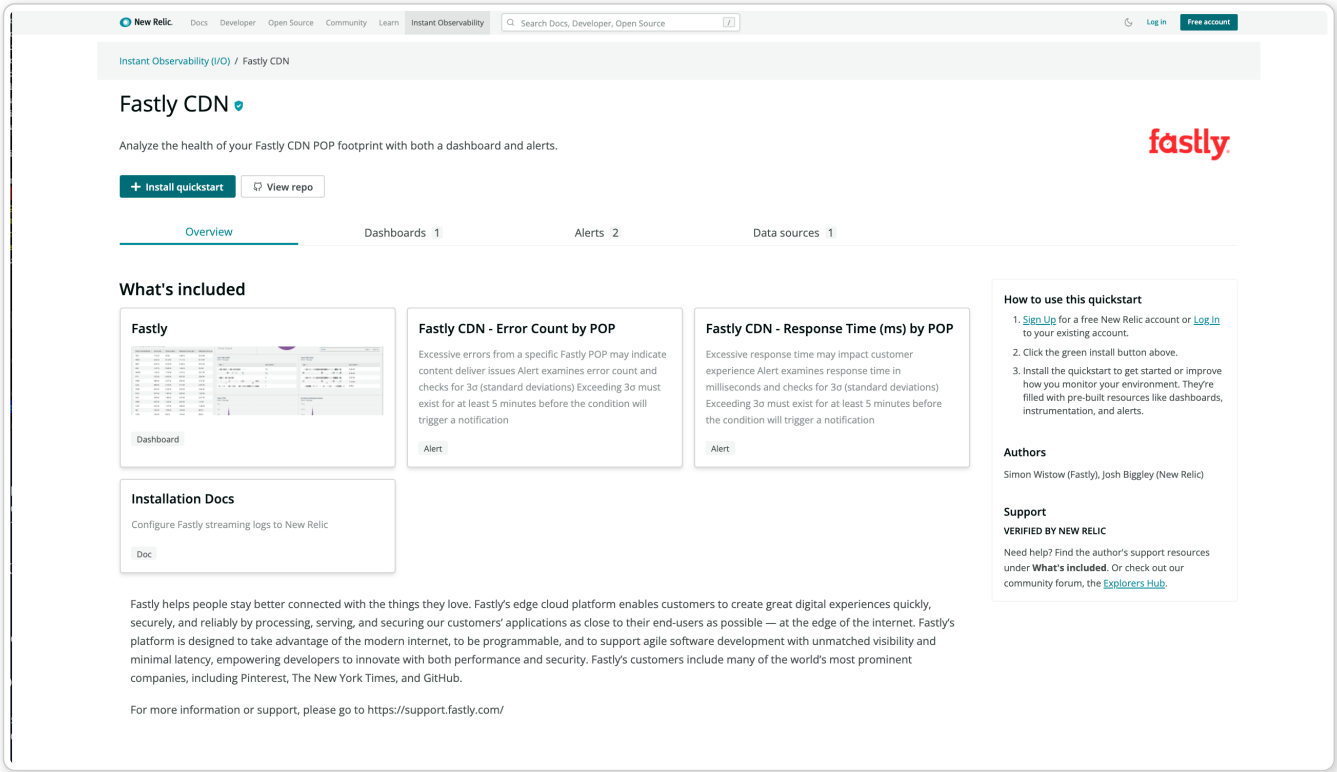 New Relic. Docs Developer Open Source Community Learn Instant Observability Search Docs, Developer, Open Source / Log in Free account
Instant Observability (I/O) / Fastly CDN
Fastly CDN
Analyze the health of your Fastly CDN POP footprint with both a dashboard and alerts.
fastly
+ Install quickstart View repo
Overview Dashboards 1 Alerts 2 Data sources 1
What's included
Fastly
Dashboard
Fastly CDN - Error Count by POP
Excessive errors from a specific Fastly POP may indicate
content deliver issues Alert examines error count and
checks for 3σ (standard deviations) Exceeding 3σ must
exist for at least 5 minutes before the condition will
trigger a notification
Alert
Fastly CDN - Response Time (ms) by POP
Excessive response time may impact customer
experience Alert examines response time in
milliseconds and checks for 3σ (standard deviations)
Exceeding 3σ must exist for at least 5 minutes before
the condition will trigger a notification
Alert
Installation Docs
Configure Fastly streaming logs to New Relic
Doc
Fastly helps people stay better connected with the things they love. Fastly’s edge cloud platform enables customers to create great digital experiences quickly,
securely, and reliably by processing, serving, and securing our customers’ applications as close to their end-users as possible — at the edge of the internet. Fastly’s
platform is designed to take advantage of the modern internet, to be programmable, and to support agile software development with unmatched visibility and
minimal latency, empowering developers to innovate with both performance and security. Fastly’s customers include many of the world’s most prominent
companies, including Pinterest, The New York Times, and GitHub.
For more information or support, please go to https://support.fastly.com/
How to use this quickstart
1. Sign Up for a free New Relic account or Log In
to your existing account.
2. Click the green install button above.
3. Install the quickstart to get started or improve
how you monitor your environment. They’re
filled with pre-built resources like dashboards,
instrumentation, and alerts.
Authors
Simon Wistow (Fastly), Josh Biggley (New Relic)
Support
VERIFIED BY NEW RELIC
Need help? Find the author's support resources
under What's included. Or check out our
community forum, the Explorers Hub.